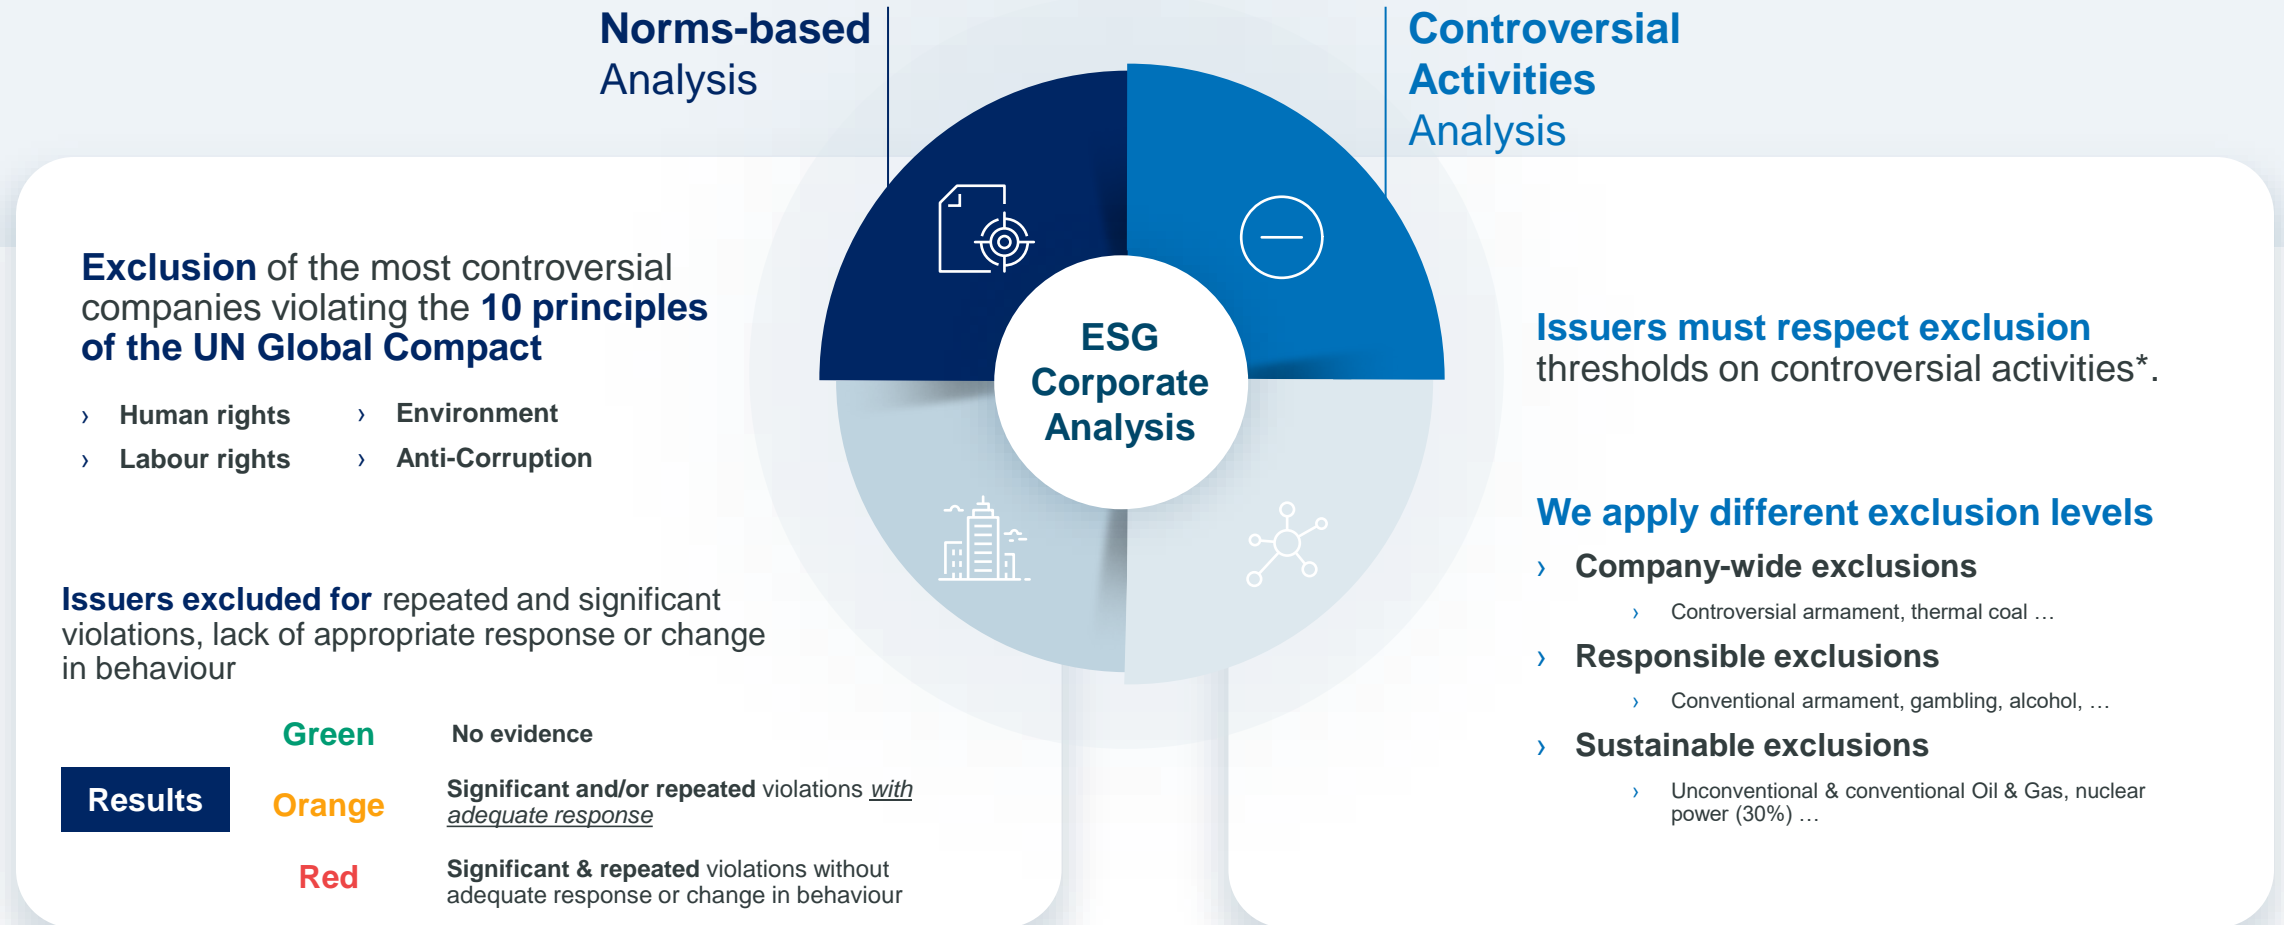 Norms-based
Analysis
Controversial
Activities
Analysis
Exclusion of the most controversial
companies violating the 10 principles
of the UN Global Compact
› Human rights
› Labour rights
› Environment
› Anti-Corruption
Issuers excluded for repeated and significant
violations, lack of appropriate response or change
in behaviour
Results
Green
No evidence
Orange
Significant and/or repeated violations with
adequate response
Red
Significant & repeated violations without
adequate response or change in behaviour
ESG
Corporate
Analysis
Issuers must respect exclusion
thresholds on controversial activities*.
We apply different exclusion levels
› Company-wide exclusions
› Controversial armament, thermal coal …
› Responsible exclusions
› Conventional armament, gambling, alcohol, …
› Sustainable exclusions
› Unconventional & conventional Oil & Gas, nuclear
power (30%) …